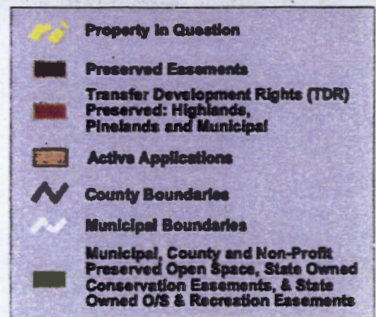 Property In Question
Preserved Easements
Transfer Development Rights (TDR)
Preserved: Highlands,
Pinelands and Municipal
Active Applications
County Boundaries
Municipal Boundaries
Municipal, County and Non-Profit
Preserved Open Space, State Owned
Conservation Easements, & State
Owned O/S & Recreation Easements